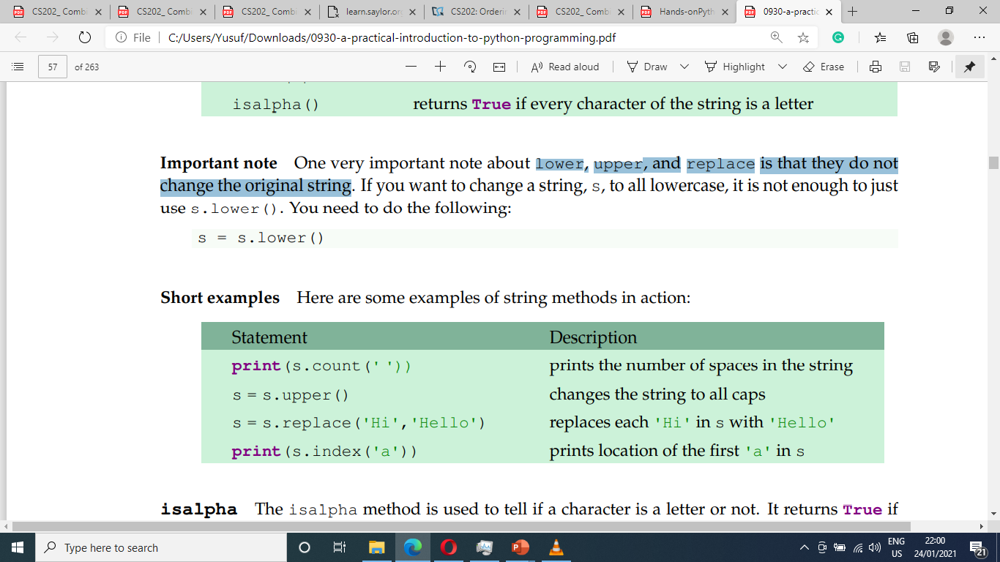 CS202_ Combi
CS202_ Combi
CS202_ Comb
learn.saylor.or
CS202: Orderi
CS202_ Combi
Hands-onPyth
0930-a-practic
File | C:/Users/Yusuf/Downloads/0930-a-practical-introduction-to-python-programming.pdf
57 of 263 Read aloud Draw Highlight Erase
isalpha() returns True if every character of the string is a letter
Important note One very important note about lower, upper, and replace is that they do not
change the original string. If you want to change a string, s, to all lowercase, it is not enough to just
use s.lower(). You need to do the following:
s = s.lower()
Short examples Here are some examples of string methods in action:
Statement Description
print(s.count(' ')) prints the number of spaces in the string
s = s.upper() changes the string to all caps
s = s.replace('Hi','Hello') replaces each 'Hi' in s with 'Hello'
print(s.index('a')) prints location of the first 'a' in s
isalpha The isalpha method is used to tell if a character is a letter or not. It returns True if
Type here to search
ENG
US
22:00
24/01/2021
21